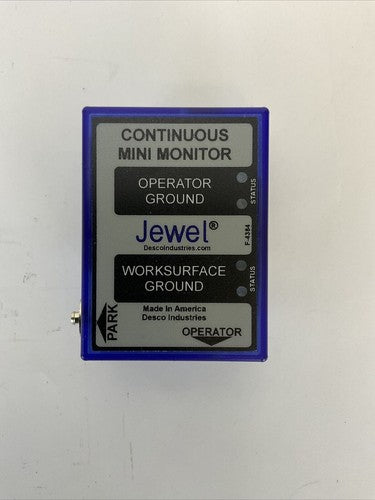 CONTINUOUS
MINI MONITOR
OPERATOR
GROUND
STATUS
Jewel®
DescoIndustries.com
F-4384
WORKSURFACE
GROUND
STATUS
Made in America
Desco Industries
PARK
OPERATOR